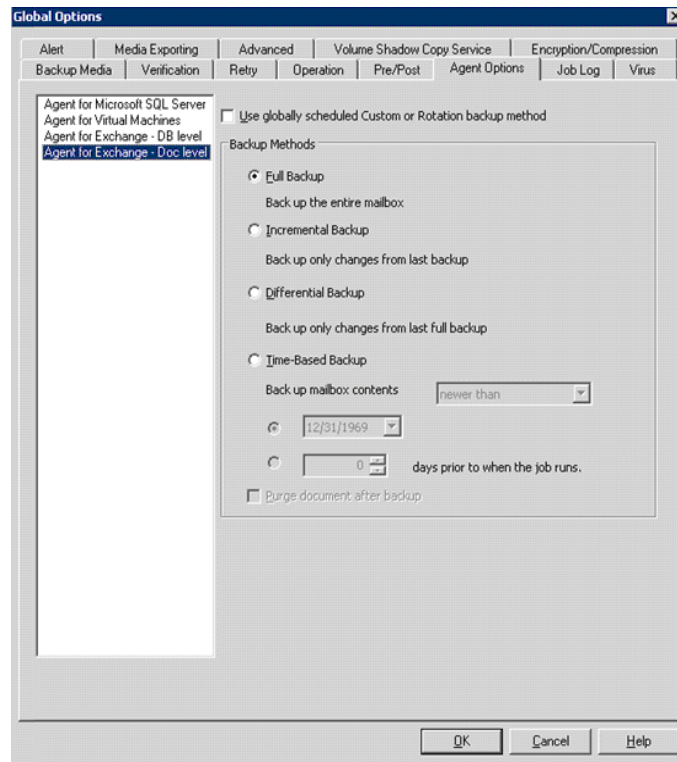 Global Options
Alert
Media Exporting
Advanced
Volume Shadow Copy Service
Encryption/Compression
Backup Media
Verification
Retry
Operation
Pre/Post
Agent Options
Job Log
Virus
Agent for Microsoft SQL Server
Agent for Virtual Machines
Agent for Exchange - DB level
Agent for Exchange - Doc level
Use globally scheduled Custom or Rotation backup method
Backup Methods
Full Backup
Back up the entire mailbox
Incremental Backup
Back up only changes from last backup
Differential Backup
Back up only changes from last full backup
Time-Based Backup
Back up mailbox contents
newer than
12/31/1969
0
days prior to when the job runs.
Purge document after backup
OK
Cancel
Help